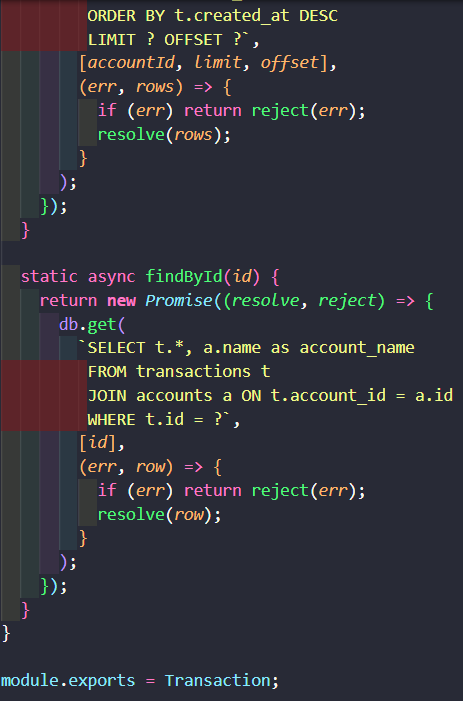 ORDER BY t.created_at DESC
LIMIT ? OFFSET ?`,
[accountId, limit, offset],
(err, rows) => {
if (err) return reject(err);
resolve(rows);
}
);
});
}
static async findById(id) {
return new Promise((resolve, reject) => {
db.get(
`SELECT t.*, a.name as account_name
FROM transactions t
JOIN accounts a ON t.account_id = a.id
WHERE t.id = ?`,
[id],
(err, row) => {
if (err) return reject(err);
resolve(row);
}
);
});
}
}
module.exports = Transaction;